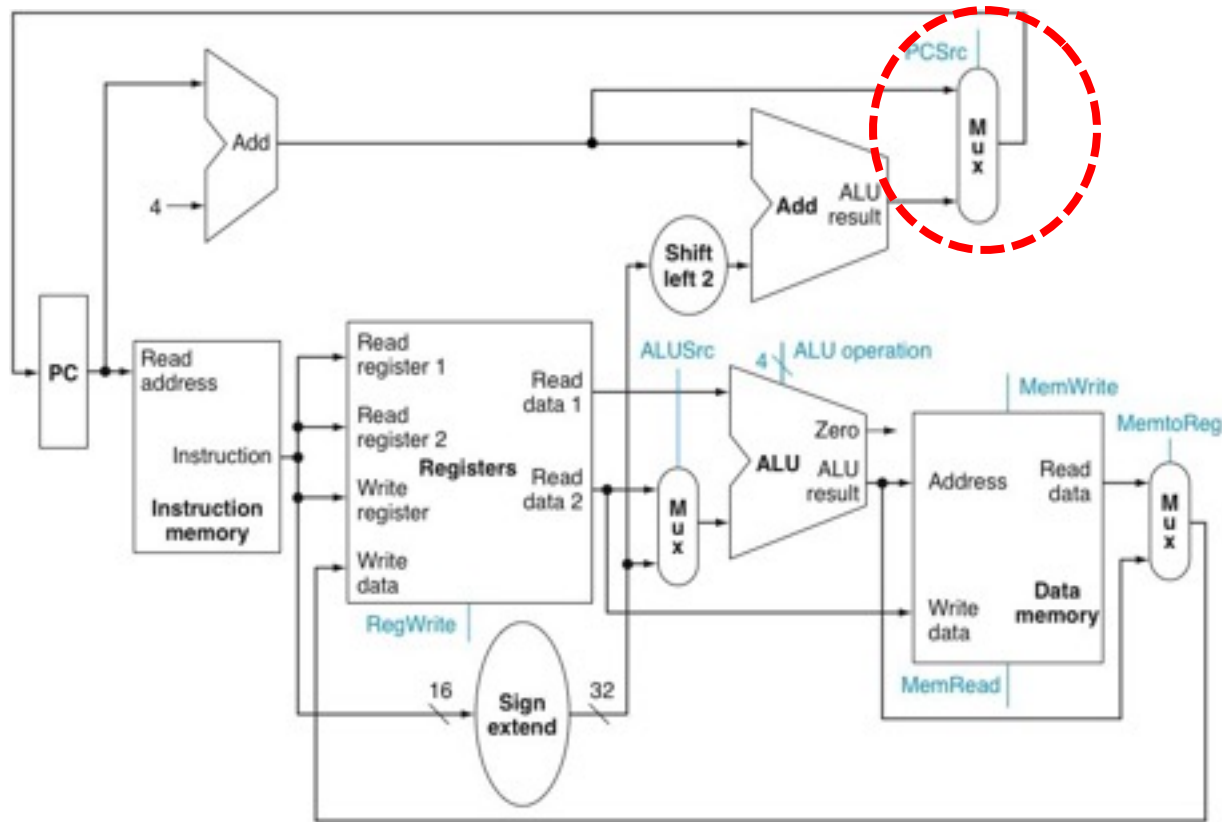 PCSrc
Add
M
u
x
4
Add
ALU
result
Shift
left 2
PC
Read
address
Instruction
Instruction
memory
Read
register 1
Read
register 2
Write
register
Write
data
Registers
Read
data 1
Read
data 2
RegWrite
16
Sign
extend
32
ALUSrc
M
u
x
4
ALU operation
Zero
ALU
ALU
result
MemWrite
Address
Read
data
Write
data
Data
memory
MemRead
MemtoReg
M
u
x